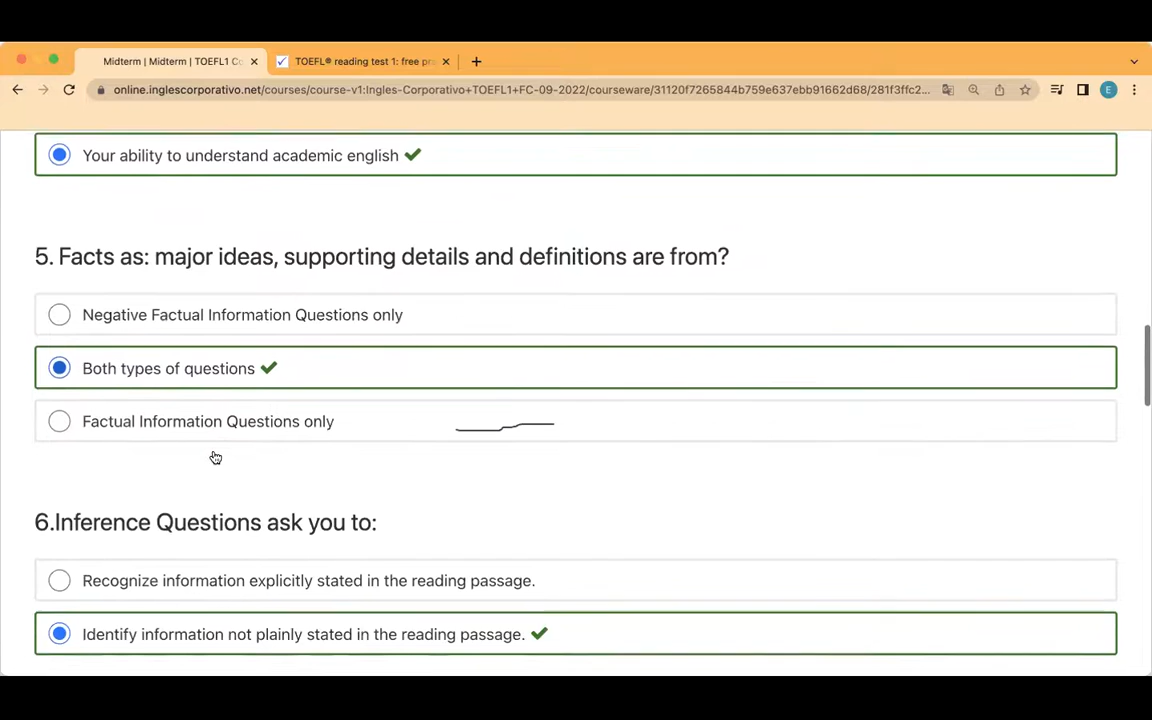 Midterm | Midterm | TOEFL1 Co
TOEFL® reading test 1: free pra
online.inglescorporativo.net/courses/course-v1:Ingles-Corporativo+TOEFL1+FC-09-2022/courseware/31120f7265844b759e637ebb91662d68/281f3ffc2...
E
Your ability to understand academic english
5. Facts as: major ideas, supporting details and definitions are from?
Negative Factual Information Questions only
Both types of questions
Factual Information Questions only
6.Inference Questions ask you to:
Recognize information explicitly stated in the reading passage.
Identify information not plainly stated in the reading passage.